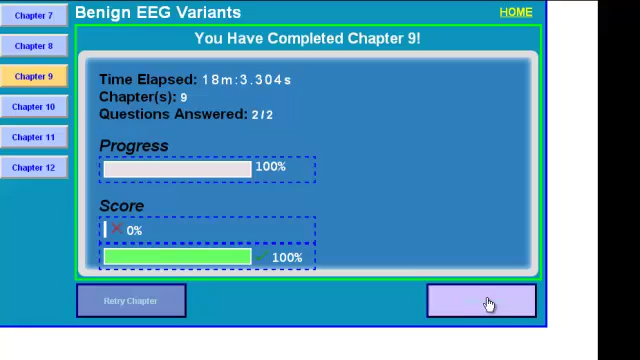 Benign EEG Variants
HOME
Chapter 7
Chapter 8
Chapter 9
Chapter 10
Chapter 11
Chapter 12
You Have Completed Chapter 9!
Time Elapsed: 18m:3.304s
Chapter(s): 9
Questions Answered: 2/2
Progress
100%
Score
0%
100%
Retry Chapter